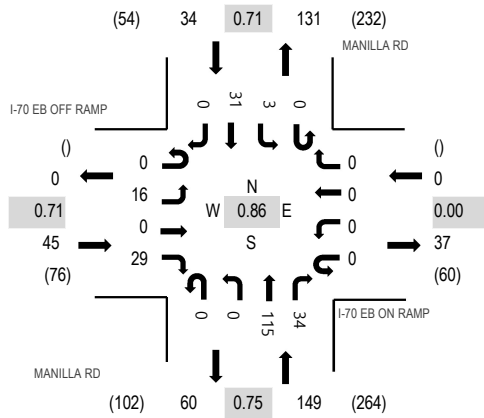 (54) 34 0.71 131 (232)
MANILLA RD
I-70 EB OFF RAMP
0 31 3 0
() ()
0 0 0 0
16 0
N
0.71 W 0.86 E 0.00
0 0
S
45 29 0 37
(76) (60)
0 0 115 34
I-70 EB ON RAMP
MANILLA RD
(102) 60 0.75 149 (264)